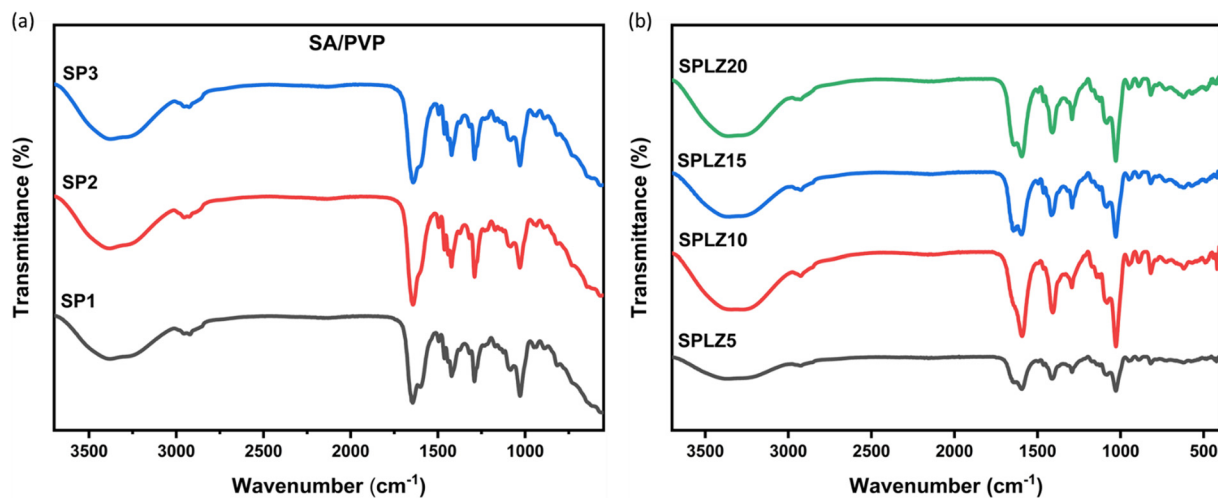 (a)
SA/PVP
SP3
SP2
SP1
Transmittance (%)
3500 3000 2500 2000 1500 1000
Wavenumber (cm⁻¹)
(b)
SPLZ20
SPLZ15
SPLZ10
SPLZ5
Transmittance (%)
3500 3000 2500 2000 1500 1000 500
Wavenumber (cm⁻¹)